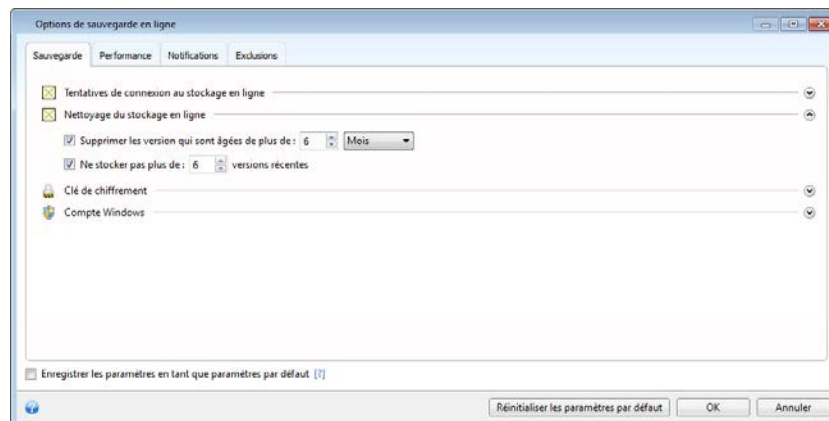 Options de sauvegarde en ligne
Sauvegarde Performance Notifications Exclusions
Tentatives de connexion au stockage en ligne
Nettoyage du stockage en ligne
Supprimer les version qui sont âgées de plus de : 6 Mois
Ne stocker pas plus de : 6 versions récentes
Clé de chiffrement
Compte Windows
Enregistrer les paramètres en tant que paramètres par défaut [?]
Réinitialiser les paramètres par défaut OK Annuler